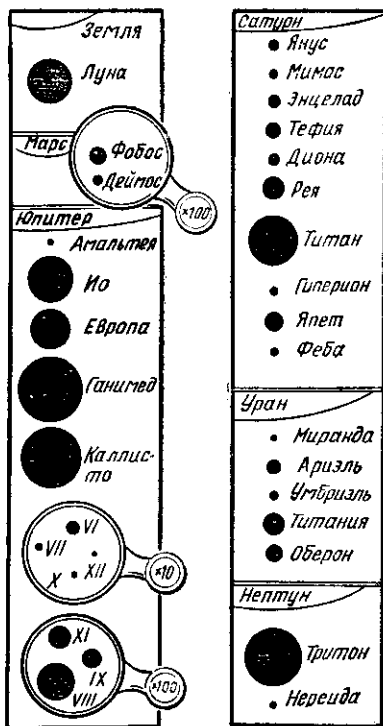 Земля
Луна
Марс
Фобос
Деймос
×100
Юпитер
Амальтея
Ио
Европа
Ганимед
Каллис-
то
VI
VII
XII
X
×10
XI
IX
VIII
×100
Сатурн
Янус
Мимас
Энцелад
Тефия
Диона
Рея
Титан
Гиперион
Япет
Феба
Уран
Миранда
Ариэль
Умбриэль
Титания
Оберон
Нептун
Тритон
Нереида